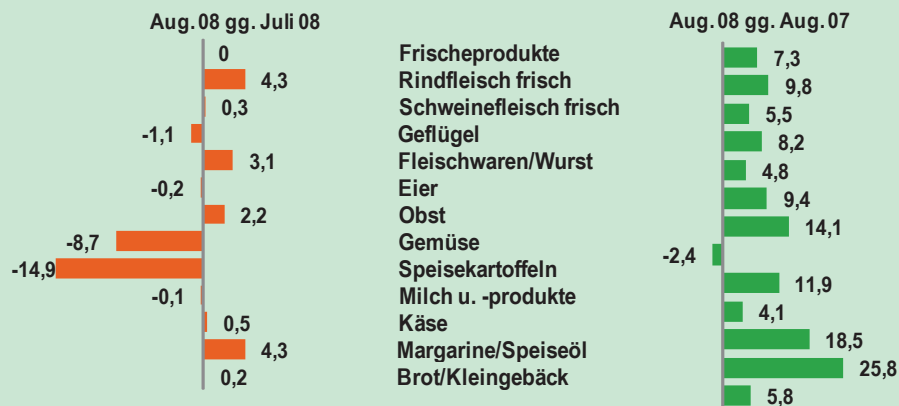 Aug. 08 gg. Juli 08 Aug. 08 gg. Aug. 07
0 Frischeprodukte 7,3
4,3 Rindfleisch frisch 9,8
0,3 Schweinefleisch frisch 5,5
-1,1 Geflügel 8,2
3,1 Fleischwaren/Wurst 4,8
-0,2 Eier 9,4
2,2 Obst 14,1
-8,7 Gemüse -2,4
-14,9 Speisekartoffeln 11,9
-0,1 Milch u. -produkte 4,1
0,5 Käse 18,5
4,3 Margarine/Speiseöl 25,8
0,2 Brot/Kleingebäck 5,8